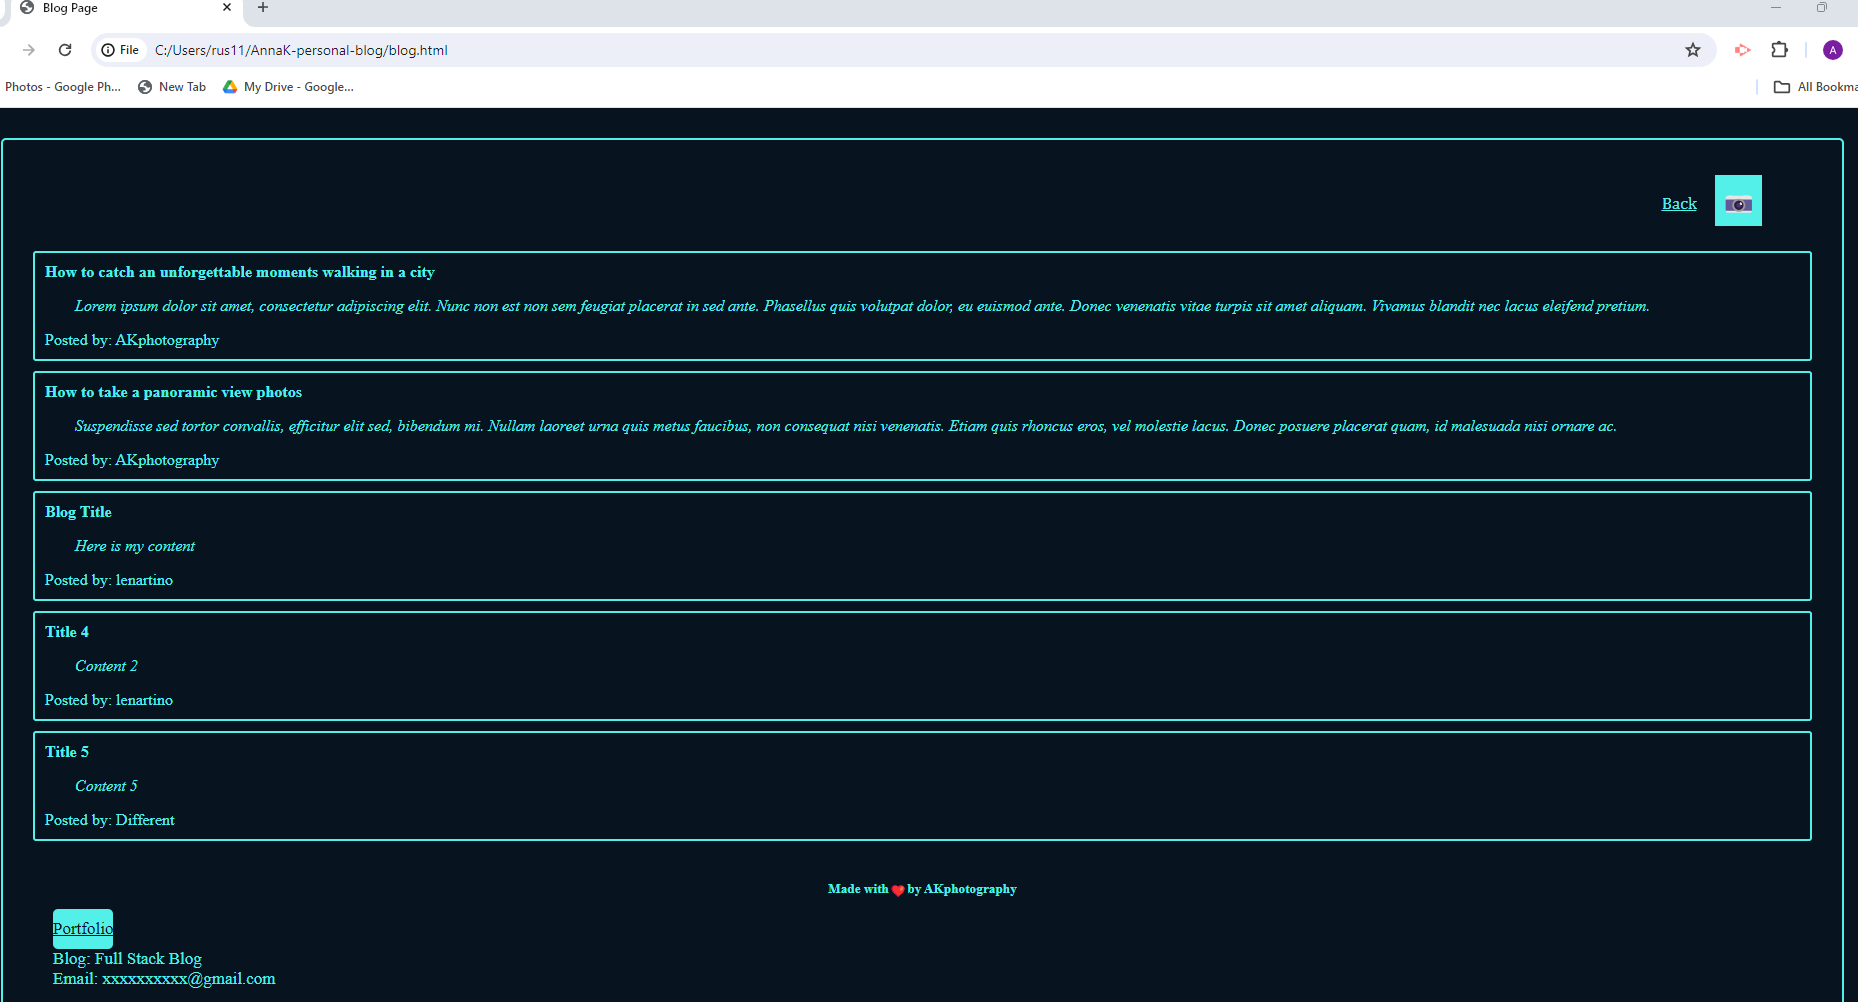 Blog Page
File C:/Users/rus11/AnnaK-personal-blog/blog.html
A
Photos - Google Ph... New Tab My Drive - Google... All Bookma
Back
How to catch an unforgettable moments walking in a city
Lorem ipsum dolor sit amet, consectetur adipiscing elit. Nunc non est non sem feugiat placerat in sed ante. Phasellus quis volutpat dolor, eu euismod ante. Donec venenatis vitae turpis sit amet aliquam. Vivamus blandit nec lacus eleifend pretium.
Posted by: AKphotography
How to take a panoramic view photos
Suspendisse sed tortor convallis, efficitur elit sed, bibendum mi. Nullam laoreet urna quis metus faucibus, non consequat nisi venenatis. Etiam quis rhoncus eros, vel molestie lacus. Donec posuere placerat quam, id malesuada nisi ornare ac.
Posted by: AKphotography
Blog Title
Here is my content
Posted by: lenartino
Title 4
Content 2
Posted by: lenartino
Title 5
Content 5
Posted by: Different
Made with ❤️ by AKphotography
Portfolio
Blog: Full Stack Blog
Email: xxxxxxxxxx@gmail.com